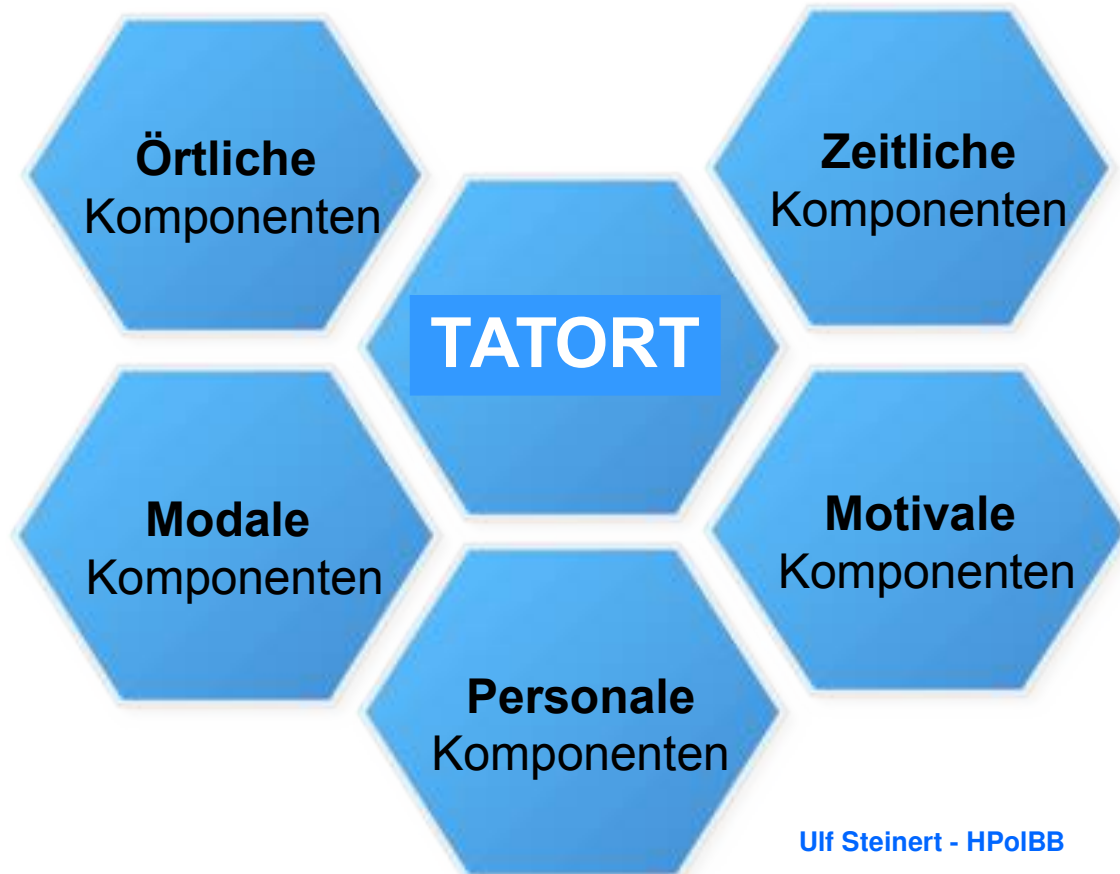 Örtliche
Komponenten
Zeitliche
Komponenten
TATORT
Modale
Komponenten
Motivale
Komponenten
Personale
Komponenten
Ulf Steinert - HPolBB